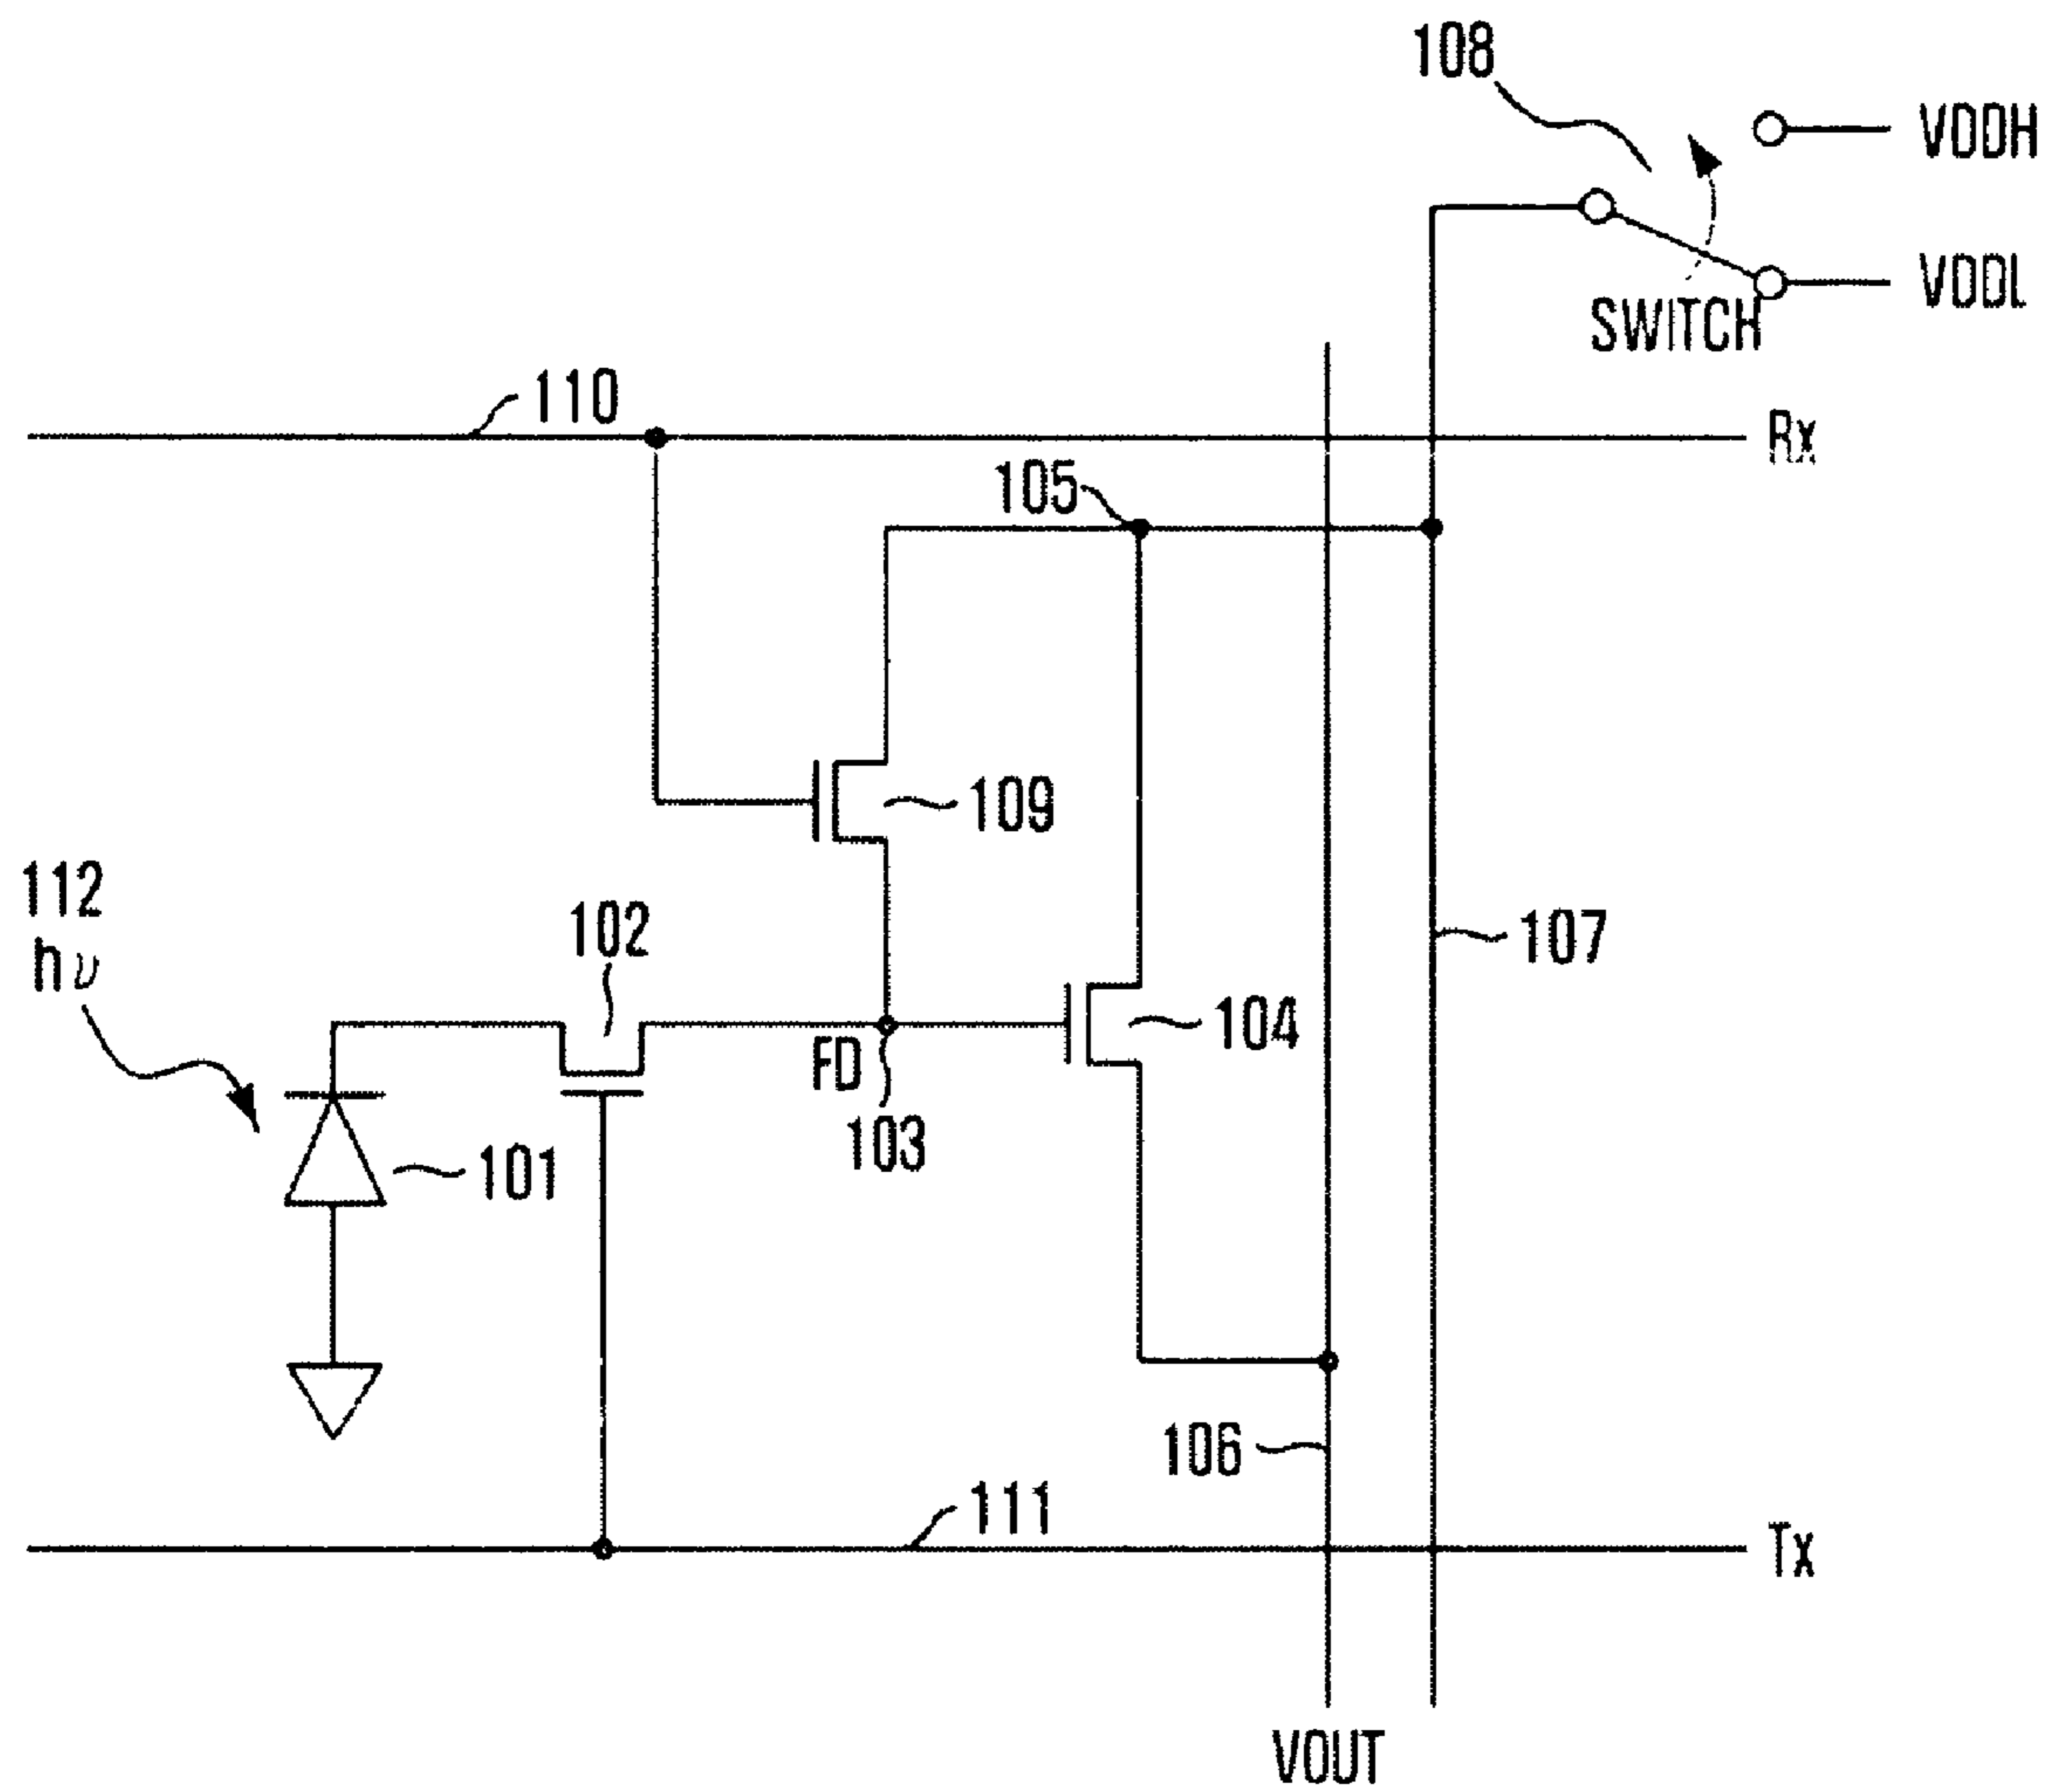 108
VDDH
VDDL
SWITCH
110
Rx
105
109
112
hν
102
107
104
FD
103
101
106
111
Tx
VOUT